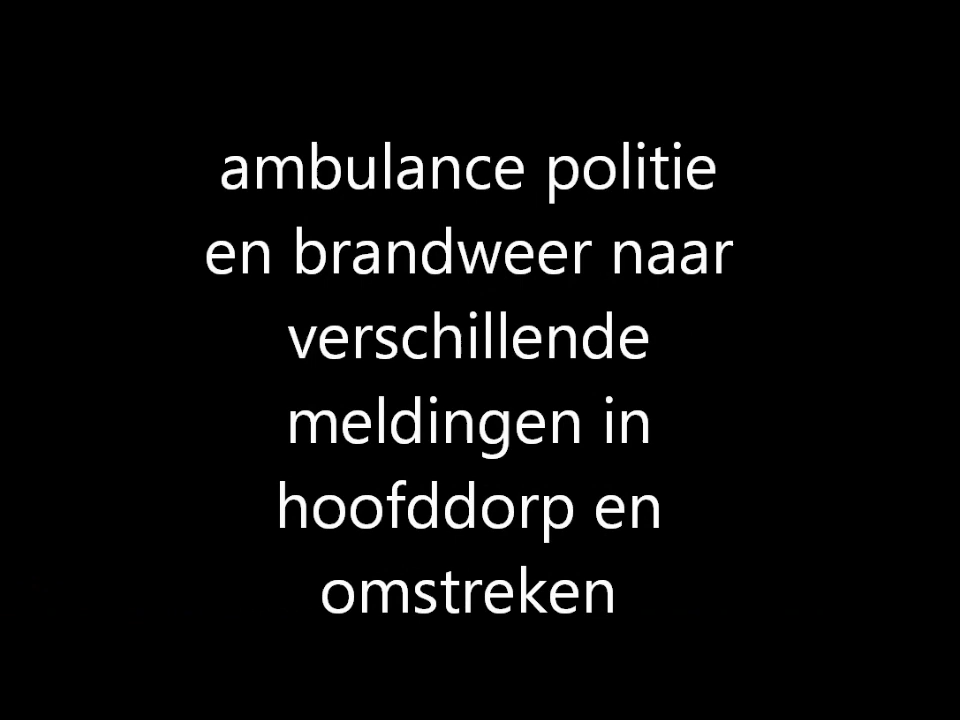 ambulance politie
en brandweer naar
verschillende
meldingen in
hoofddorp en
omstreken